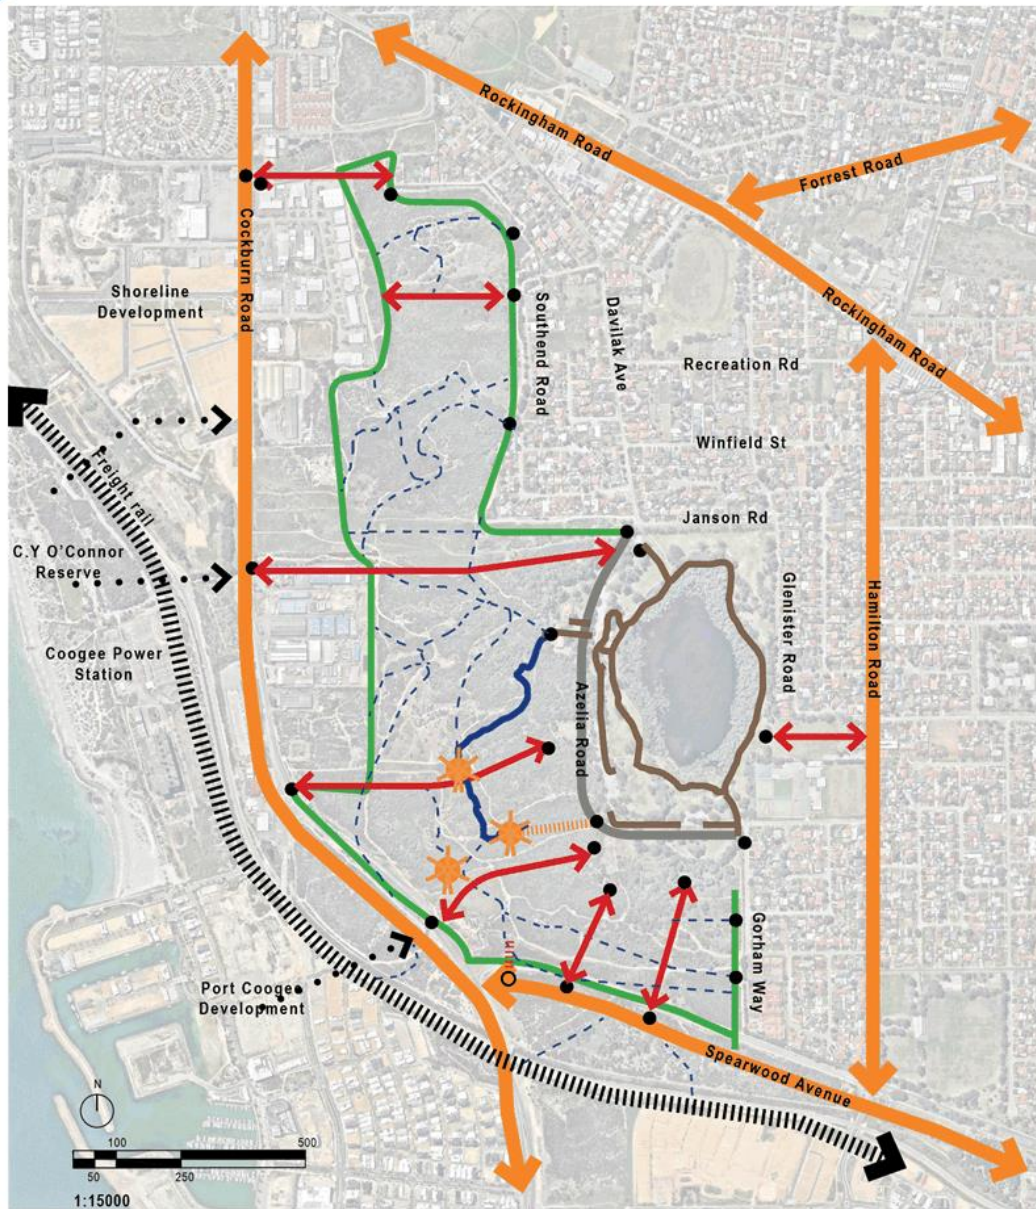 Rockingham Road
Forrest Road
Cockburn Road
Shoreline
Development
Southend Road
Davilak Ave
Rockingham Road
Recreation Rd
Winfield St
Freight rail
Janson Rd
C.Y O'Connor
Reserve
Glenister Road
Hamilton Road
Coogee Power
Station
Azelia Road
Port Coogee
Development
Gorham Way
Spearwood Avenue
N
100
500
50
250
1:15000